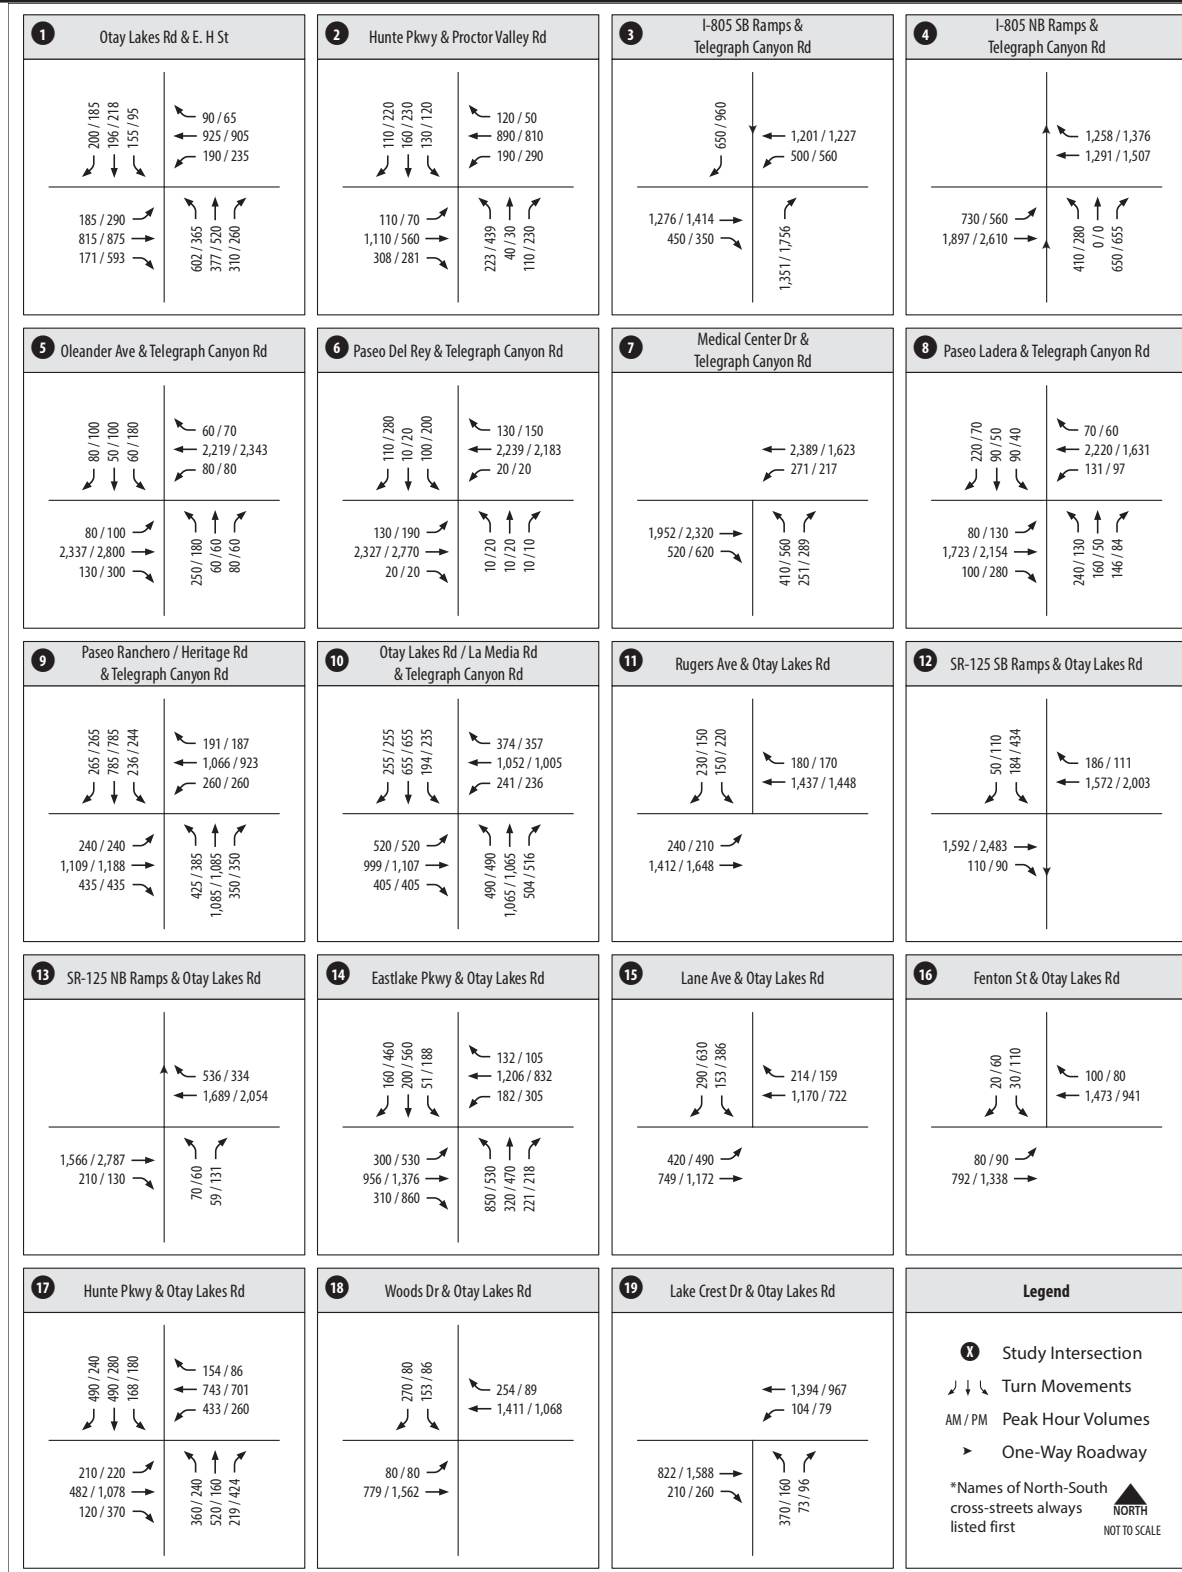 1
Otay Lakes Rd & E. H St
200 / 185
196 / 218
155 / 95
90 / 65
925 / 905
190 / 235
185 / 290
815 / 875
171 / 593
602 / 365
377 / 520
310 / 260
2
Hunte Pkwy & Proctor Valley Rd
110 / 220
160 / 230
130 / 120
120 / 50
890 / 810
190 / 290
110 / 70
1,110 / 560
308 / 281
223 / 439
40 / 30
110 / 230
3
I-805 SB Ramps &
Telegraph Canyon Rd
650 / 960
1,201 / 1,227
500 / 560
1,276 / 1,414
450 / 350
1,351 / 1,756
4
I-805 NB Ramps &
Telegraph Canyon Rd
1,258 / 1,376
1,291 / 1,507
730 / 560
1,897 / 2,610
410 / 280
0 / 0
650 / 655
5
Oleander Ave & Telegraph Canyon Rd
80 / 100
50 / 100
60 / 180
60 / 70
2,219 / 2,343
80 / 80
80 / 100
2,337 / 2,800
130 / 300
250 / 180
60 / 60
80 / 60
6
Paseo Del Rey & Telegraph Canyon Rd
110 / 280
10 / 20
100 / 200
130 / 150
2,239 / 2,183
20 / 20
130 / 190
2,327 / 2,770
20 / 20
10 / 20
10 / 20
10 / 10
7
Medical Center Dr &
Telegraph Canyon Rd
2,389 / 1,623
271 / 217
1,952 / 2,320
520 / 620
410 / 560
251 / 289
8
Paseo Ladera & Telegraph Canyon Rd
220 / 70
90 / 50
90 / 40
70 / 60
2,220 / 1,631
131 / 97
80 / 130
1,723 / 2,154
100 / 280
240 / 130
160 / 50
146 / 84
9
Paseo Ranchero / Heritage Rd
& Telegraph Canyon Rd
265 / 265
785 / 785
236 / 244
191 / 187
1,066 / 923
260 / 260
240 / 240
1,109 / 1,188
435 / 435
425 / 385
1,085 / 1,085
350 / 350
10
Otay Lakes Rd / La Media Rd
& Telegraph Canyon Rd
255 / 255
655 / 655
194 / 235
374 / 357
1,052 / 1,005
241 / 236
520 / 520
999 / 1,107
405 / 405
490 / 490
1,065 / 1,065
504 / 516
11
Rugers Ave & Otay Lakes Rd
230 / 150
150 / 220
180 / 170
1,437 / 1,448
240 / 210
1,412 / 1,648
12
SR-125 SB Ramps & Otay Lakes Rd
50 / 110
184 / 434
186 / 111
1,572 / 2,003
1,592 / 2,483
110 / 90
13
SR-125 NB Ramps & Otay Lakes Rd
536 / 334
1,689 / 2,054
1,566 / 2,787
210 / 130
70 / 60
59 / 131
14
Eastlake Pkwy & Otay Lakes Rd
160 / 460
200 / 560
51 / 188
132 / 105
1,206 / 832
182 / 305
300 / 530
956 / 1,376
310 / 860
850 / 530
320 / 470
221 / 218
15
Lane Ave & Otay Lakes Rd
290 / 630
153 / 386
214 / 159
1,170 / 722
420 / 490
749 / 1,172
16
Fenton St & Otay Lakes Rd
20 / 60
30 / 110
100 / 80
1,473 / 941
80 / 90
792 / 1,338
17
Hunte Pkwy & Otay Lakes Rd
490 / 240
490 / 280
168 / 180
154 / 86
743 / 701
433 / 260
210 / 220
482 / 1,078
120 / 370
360 / 240
520 / 160
219 / 424
18
Woods Dr & Otay Lakes Rd
270 / 80
153 / 86
254 / 89
1,411 / 1,068
80 / 80
779 / 1,562
19
Lake Crest Dr & Otay Lakes Rd
1,394 / 967
104 / 79
822 / 1,588
210 / 260
370 / 160
73 / 96
Legend
X Study Intersection
Turn Movements
AM / PM Peak Hour Volumes
One-Way Roadway
*Names of North-South
cross-streets always
listed first
NORTH
NOT TO SCALE